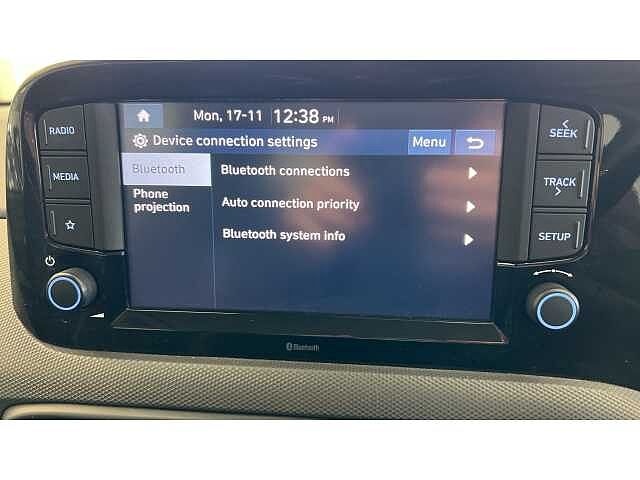 RADIO
MEDIA
Mon, 17-11 12:38 PM
Device connection settings Menu
Bluetooth
Phone
projection
Bluetooth connections
Auto connection priority
Bluetooth system info
SEEK
TRACK
SETUP
Bluetooth